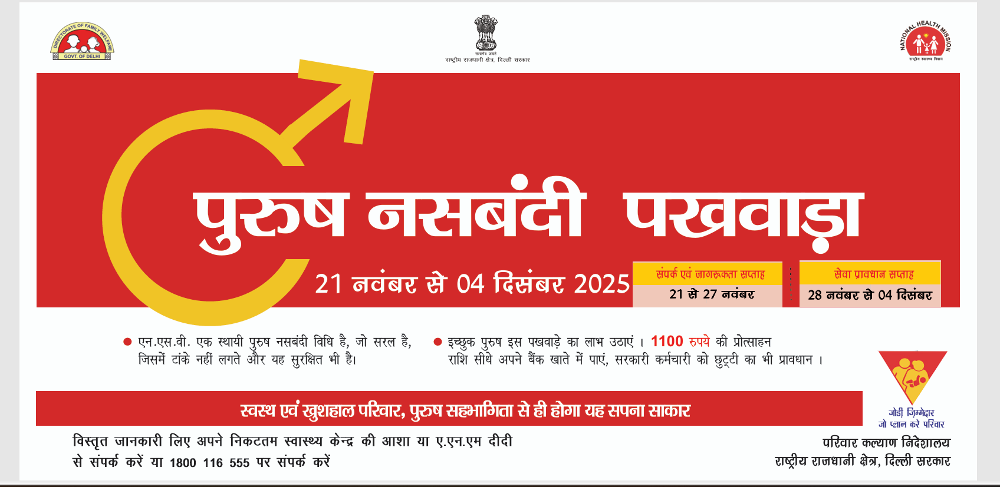 DIRECTORATE OF FAMILY WELFARE
GOVT. OF DELHI
सत्यमेव जयते
राष्ट्रीय राजधानी क्षेत्र, दिल्ली सरकार
NATIONAL HEALTH MISSION
राष्ट्रीय स्वास्थ्य मिशन
पुरुष नसबंदी पखवाड़ा
21 नवंबर से 04 दिसंबर 2025
संपर्क एवं जागरूकता सप्ताह
21 से 27 नवंबर
सेवा प्रावधान सप्ताह
28 नवंबर से 04 दिसंबर
एन.एस.वी. एक स्थायी पुरुष नसबंदी विधि है, जो सरल है,
जिसमें टांके नहीं लगते और यह सुरक्षित भी है।
इच्छुक पुरुष इस पखवाड़े का लाभ उठाएं । 1100 रुपये की प्रोत्साहन
राशि सीधे अपने बैंक खाते में पाएं, सरकारी कर्मचारी को छुट्टी का भी प्रावधान ।
स्वस्थ एवं खुशहाल परिवार, पुरुष सहभागिता से ही होगा यह सपना साकार
जोड़ी ज़िम्मेदार
जो प्लान करे परिवार
विस्तृत जानकारी लिए अपने निकटतम स्वास्थ्य केन्द्र की आशा या ए.एन.एम दीदी
से संपर्क करें या 1800 116 555 पर संपर्क करें
परिवार कल्याण निदेशालय
राष्ट्रीय राजधानी क्षेत्र, दिल्ली सरकार